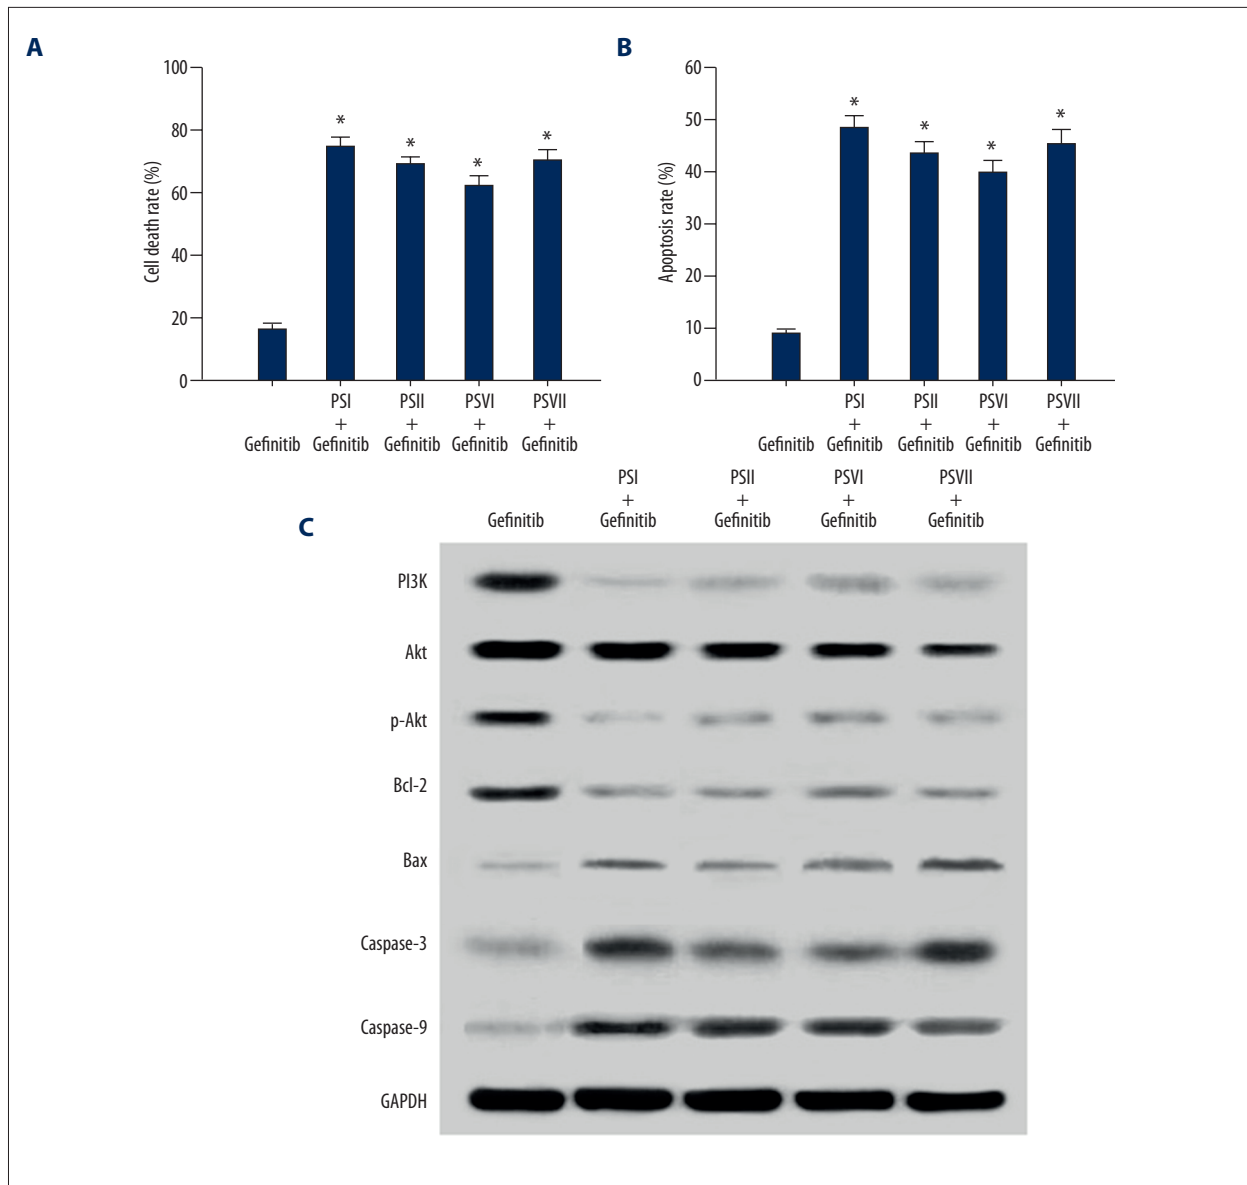 A
100
80
60
40
20
0
Cell death rate (%)
*
*
*
*
PSI
PSII
PSVI
PSVII
+
+
+
+
Gefinitib
Gefinitib
Gefinitib
Gefinitib
Gefinitib
B
60
50
40
30
20
10
0
Apoptosis rate (%)
*
*
*
*
PSI
PSII
PSVI
PSVII
+
+
+
+
Gefinitib
Gefinitib
Gefinitib
Gefinitib
Gefinitib
C
PSI
PSII
PSVI
PSVII
+
+
+
+
Gefinitib
Gefinitib
Gefinitib
Gefinitib
Gefinitib
PI3K
Akt
p-Akt
Bcl-2
Bax
Caspase-3
Caspase-9
GAPDH